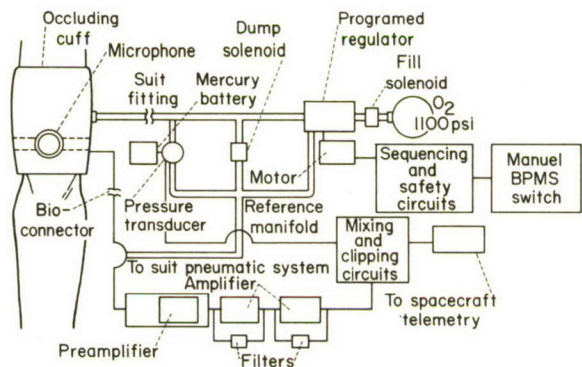 Occluding
cuff
Microphone
Suit
fitting
Mercury
battery
Dump
solenoid
Programed
regulator
Fill
solenoid
O2
1100 psi
Motor
Sequencing
and
safety
circuits
Manuel
BPMS
switch
Bio-
connector
Pressure
transducer
Reference
manifold
Mixing
and
clipping
circuits
To suit pneumatic system
Amplifier
To spacecraft
telemetry
Preamplifier
Filters